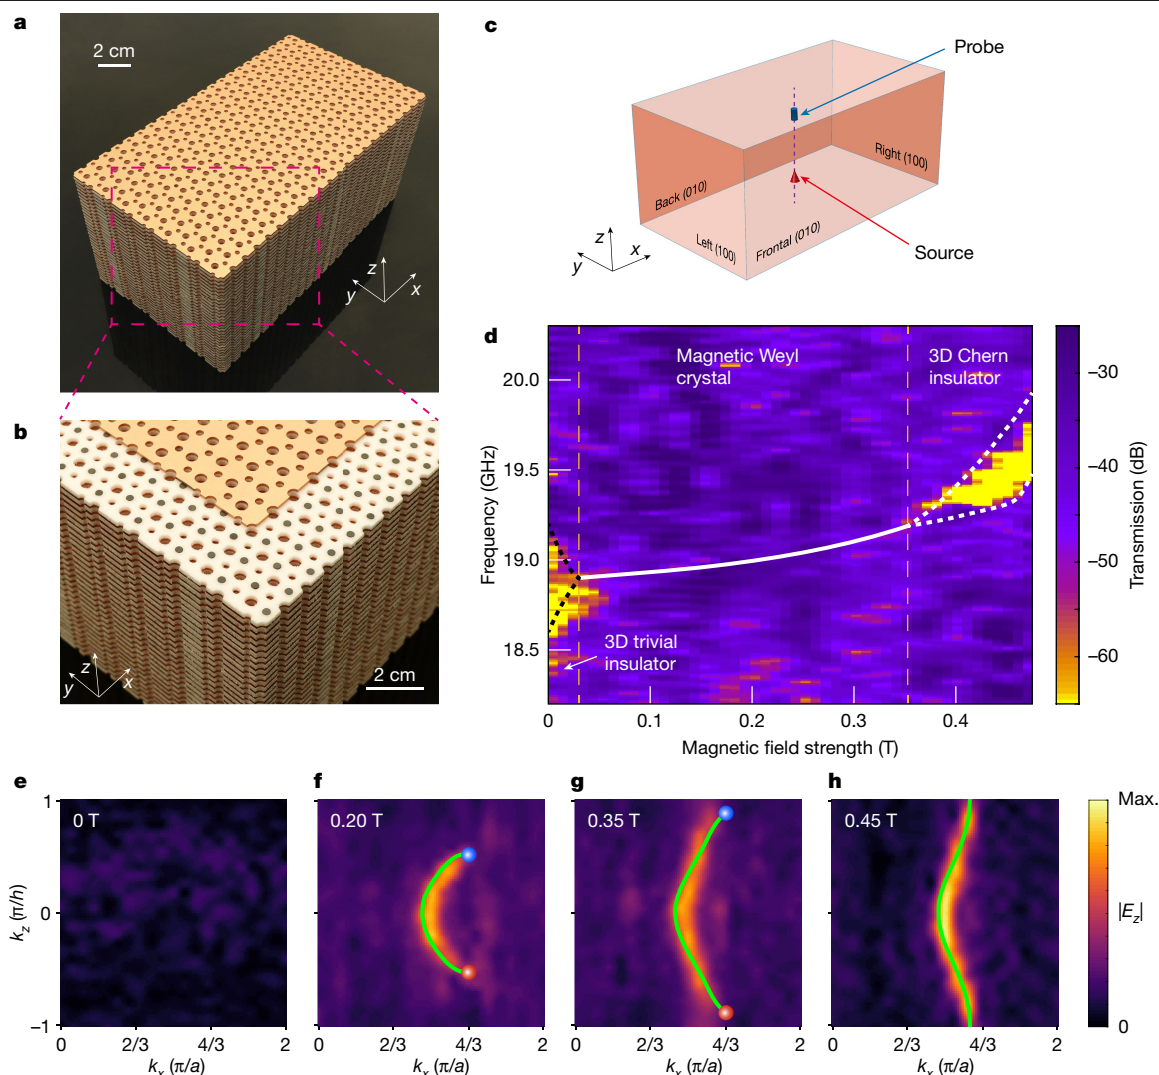 a
2 cm
z
y
x
b
z
y
x
2 cm
c
Probe
Right (100)
Back (010)
Left (100)
Frontal (010)
Source
z
x
y
d
Magnetic Weyl
crystal
3D Chern
insulator
3D trivial
insulator
20.0
19.5
19.0
18.5
Frequency (GHz)
0
0.1
0.2
0.3
0.4
Magnetic field strength (T)
–30
–40
–50
–60
Transmission (dB)
e
0 T
1
0
–1
k_z (π/h)
0
2/3
4/3
2
k_x (π/a)
f
0.20 T
0
2/3
4/3
2
k_x (π/a)
g
0.35 T
0
2/3
4/3
2
k_x (π/a)
h
0.45 T
0
2/3
4/3
2
k_x (π/a)
Max.
|E_z|
0